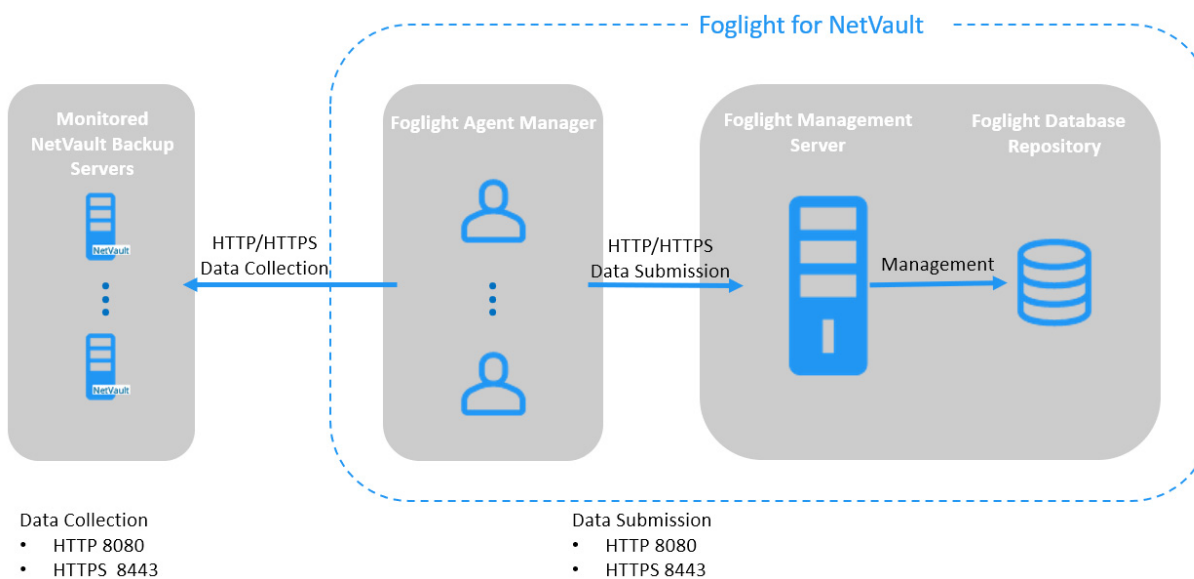 Foglight for NetVault
Monitored
NetVault Backup
Servers
NetVault
NetVault
HTTP/HTTPS
Data Collection
Foglight Agent Manager
HTTP/HTTPS
Data Submission
Foglight Management
Server
Management
Foglight Database
Repository
Data Collection
• HTTP 8080
• HTTPS 8443
Data Submission
• HTTP 8080
• HTTPS 8443